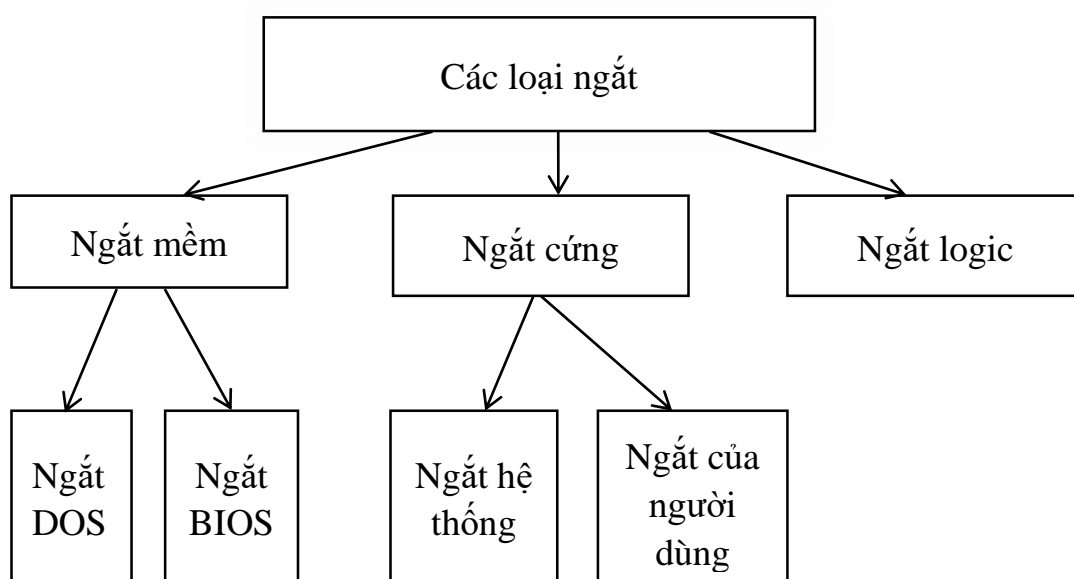 Các loại ngắt
Ngắt mềm
Ngắt cứng
Ngắt logic
Ngắt
DOS
Ngắt
BIOS
Ngắt hệ
thống
Ngắt của
người
dùng